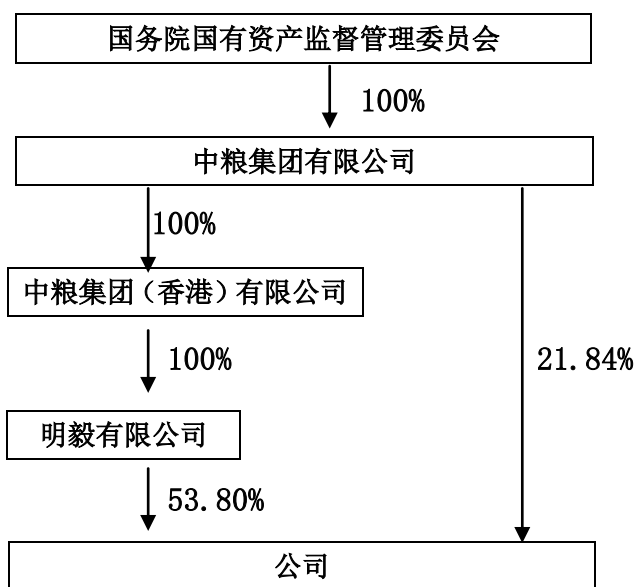 国务院国有资产监督管理委员会
100%
中粮集团有限公司
100%
中粮集团（香港）有限公司
100%
21.84%
明毅有限公司
53.80%
公司